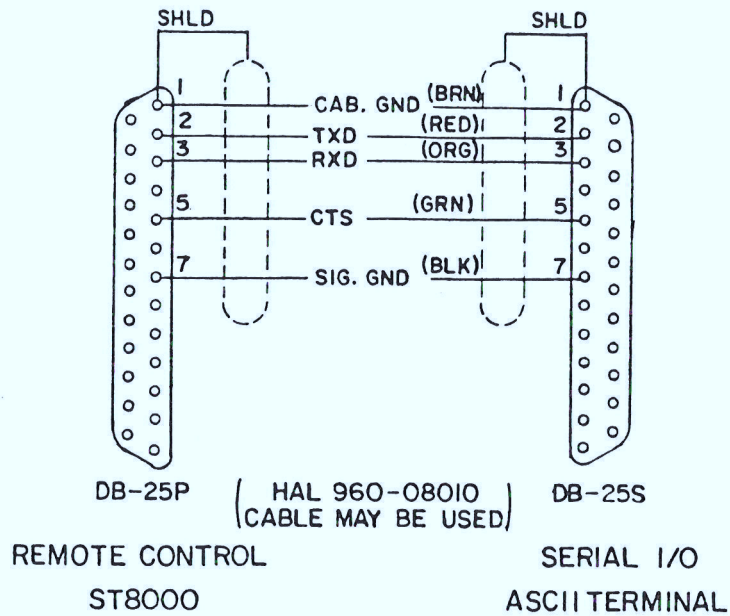 SHLD SHLD
1 CAB. GND (BRN) 1
2 TXD (RED) 2
3 RXD (ORG) 3
5 CTS (GRN) 5
7 SIG. GND (BLK) 7
DB-25P (HAL 960-08010 DB-25S
CABLE MAY BE USED)
REMOTE CONTROL SERIAL I/O
ST8000 ASCII TERMINAL